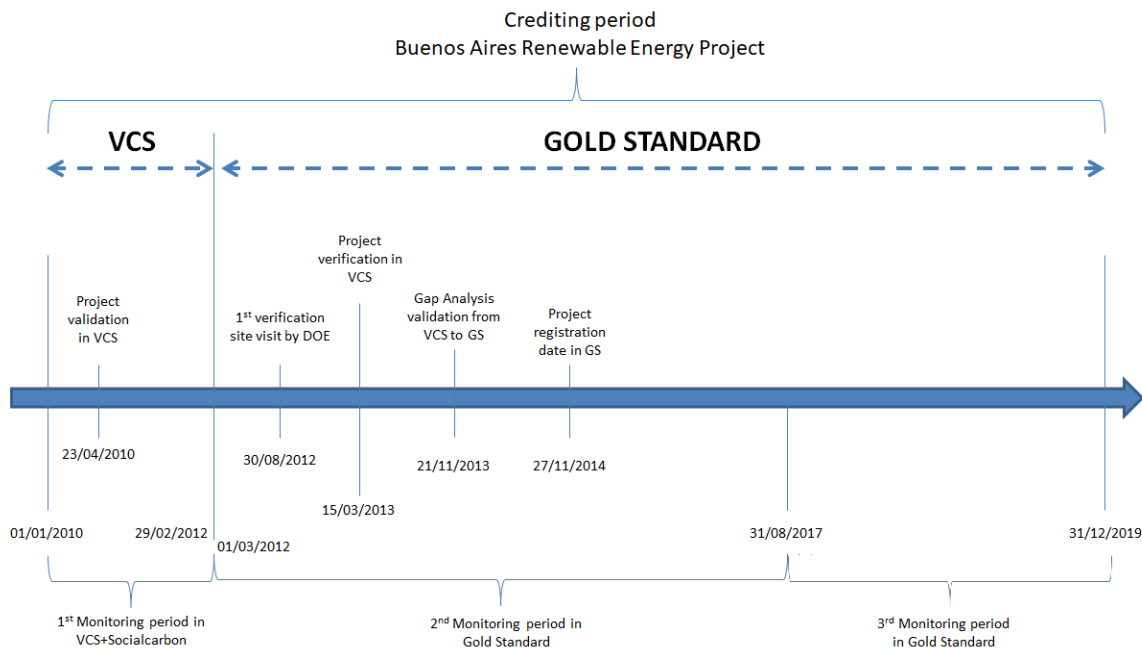 Crediting period
Buenos Aires Renewable Energy Project
VCS
GOLD STANDARD
Project
validation
in VCS
1st verification
site visit by DOE
Project
verification in
VCS
Gap Analysis
validation from
VCS to GS
Project
registration
date in GS
23/04/2010
30/08/2012
15/03/2013
21/11/2013
27/11/2014
01/01/2010
29/02/2012
01/03/2012
31/08/2017
31/12/2019
1st Monitoring period in
VCS+Socialcarbon
2nd Monitoring period in
Gold Standard
3rd Monitoring period
in Gold Standard